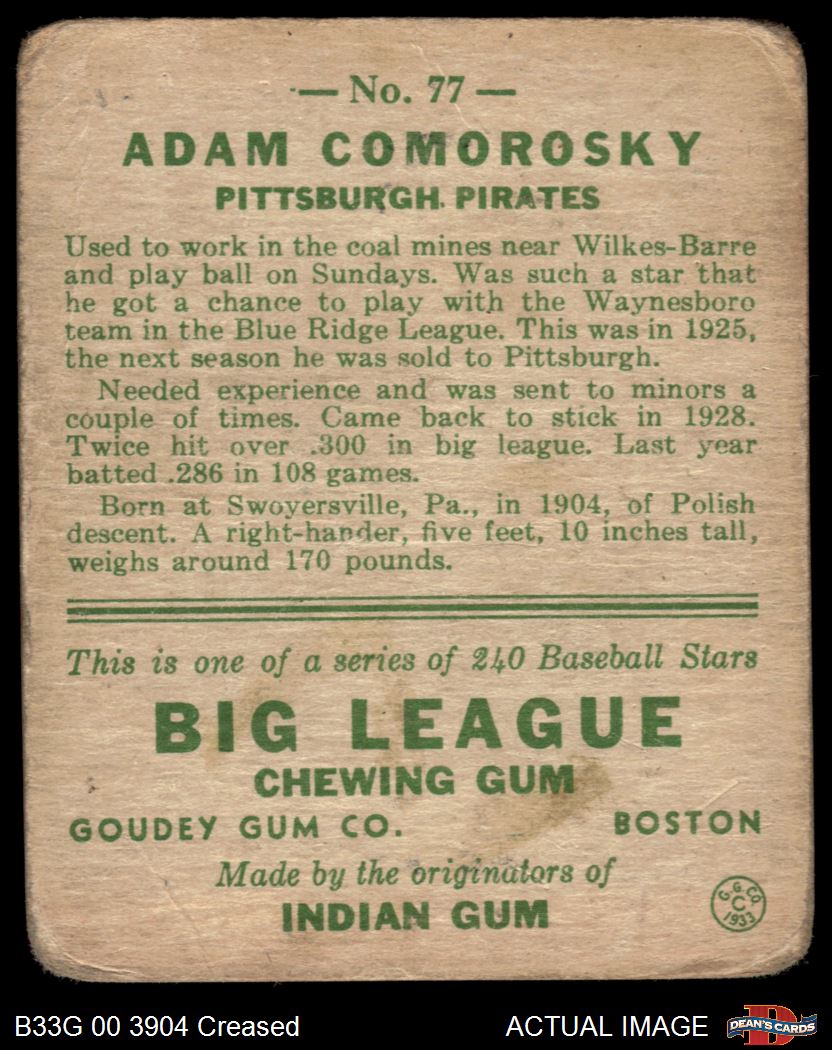 — No. 77 —
ADAM COMOROSKY
PITTSBURGH PIRATES
Used to work in the coal mines near Wilkes-Barre
and play ball on Sundays. Was such a star that
he got a chance to play with the Waynesboro
team in the Blue Ridge League. This was in 1925,
the next season he was sold to Pittsburgh.
Needed experience and was sent to minors a
couple of times. Came back to stick in 1928.
Twice hit over .300 in big league. Last year
batted .286 in 108 games.
Born at Swoyersville, Pa., in 1904, of Polish
descent. A right-hander, five feet, 10 inches tall,
weighs around 170 pounds.
This is one of a series of 240 Baseball Stars
BIG LEAGUE
CHEWING GUM
GOUDEY GUM CO. BOSTON
Made by the originators of
INDIAN GUM
G.G.CO.
C
1933
B33G 00 3904 Creased ACTUAL IMAGE
D
DEAN'S CARDS